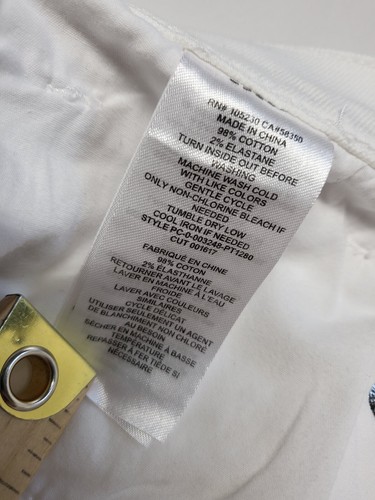 RN# 105230 CA#58350
MADE IN CHINA
98% COTTON
2% ELASTANE
TURN INSIDE OUT BEFORE
WASHING
MACHINE WASH COLD
WITH LIKE COLORS
GENTLE CYCLE
ONLY NON-CHLORINE BLEACH IF
NEEDED
TUMBLE DRY LOW
COOL IRON IF NEEDED
STYLE PC-0-003248-PT1280
CUT 001617
FABRIQUÉ EN CHINE
98% COTON
2% ELASTHANNE
RETOURNER AVANT LE LAVAGE
LAVER EN MACHINE À L'EAU
FROIDE
LAVER AVEC COULEURS
SIMILAIRES
CYCLE DÉLICAT
UTILISER SEULEMENT UN AGENT
DE BLANCHIMENT NON CHLORÉ
AU BESOIN
SÉCHER EN MACHINE À BASSE
TEMPÉRATURE
REPASSER À FER TIÈDE SI
NÉCESSAIRE